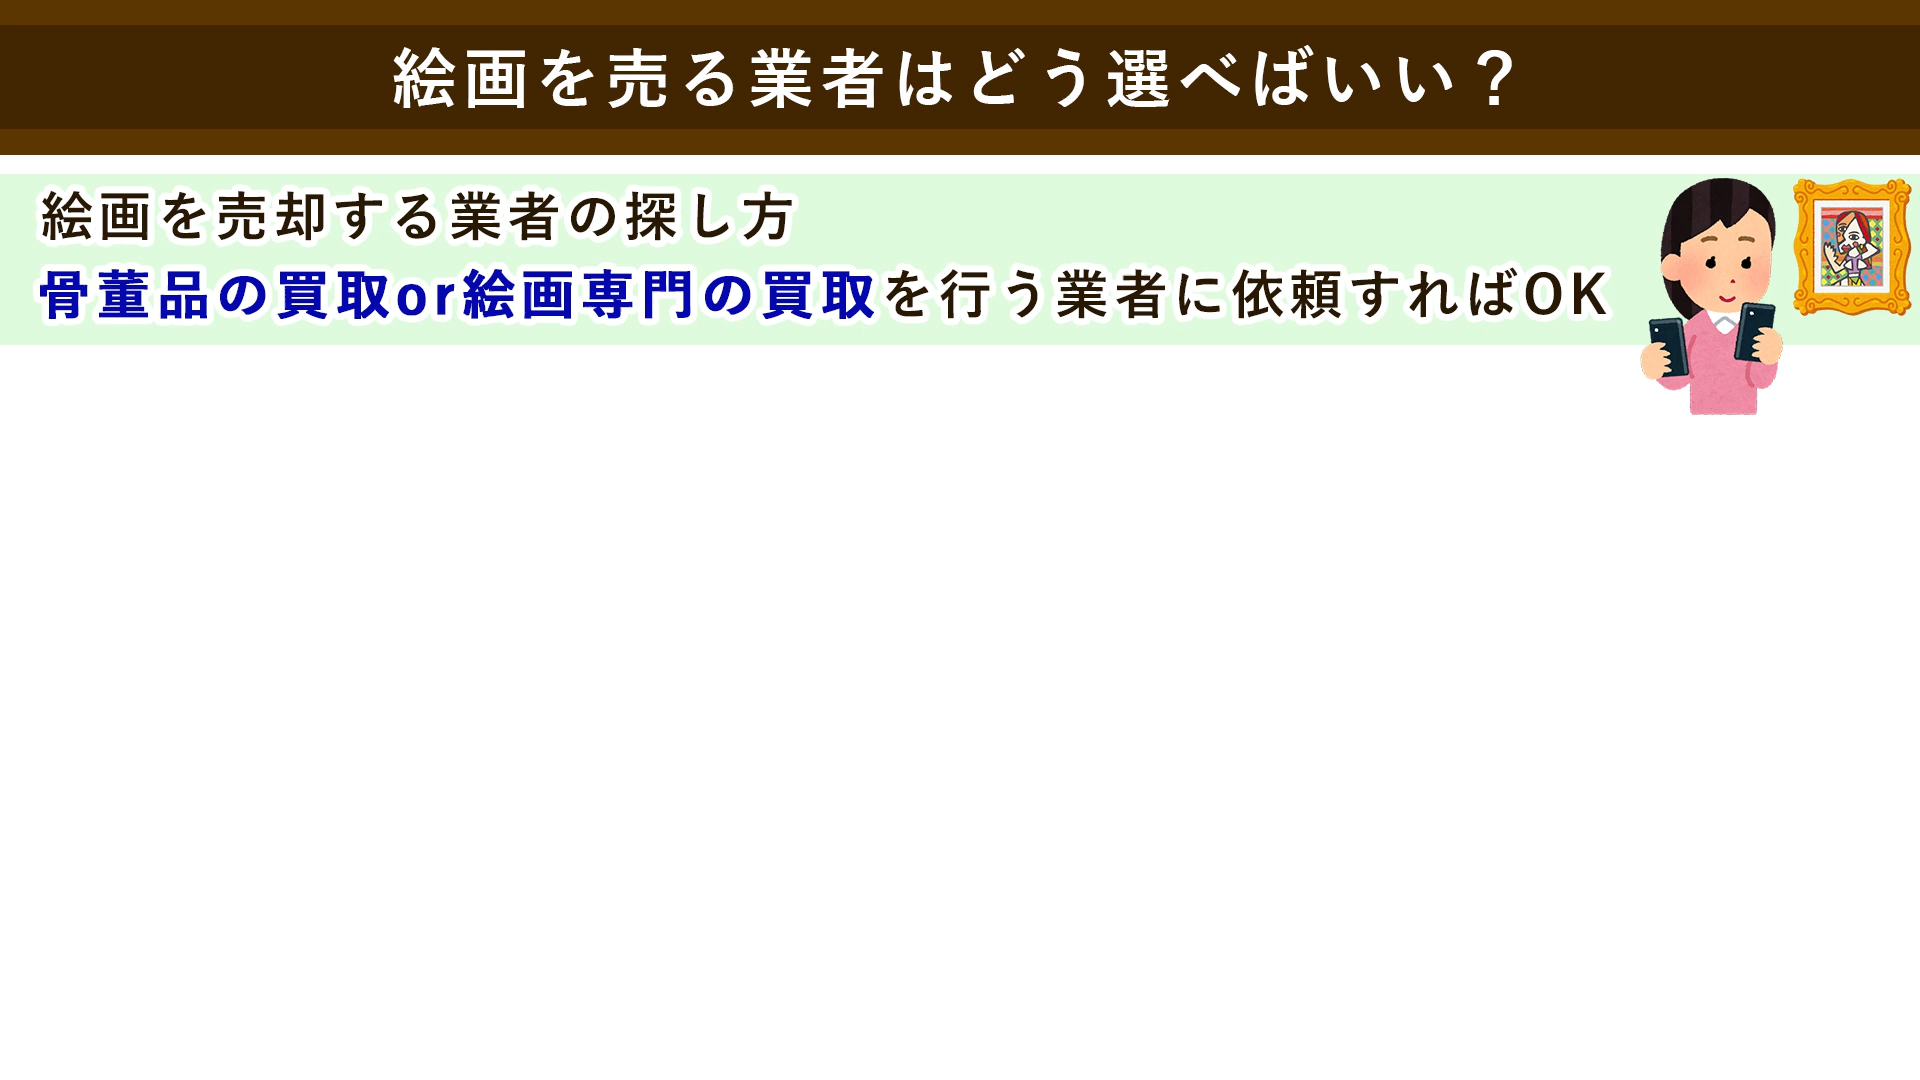 絵画を売る業者はどう選べばいい？
絵画を売却する業者の探し方
骨董品の買取or絵画専門の買取を行う業者に依頼すればOK